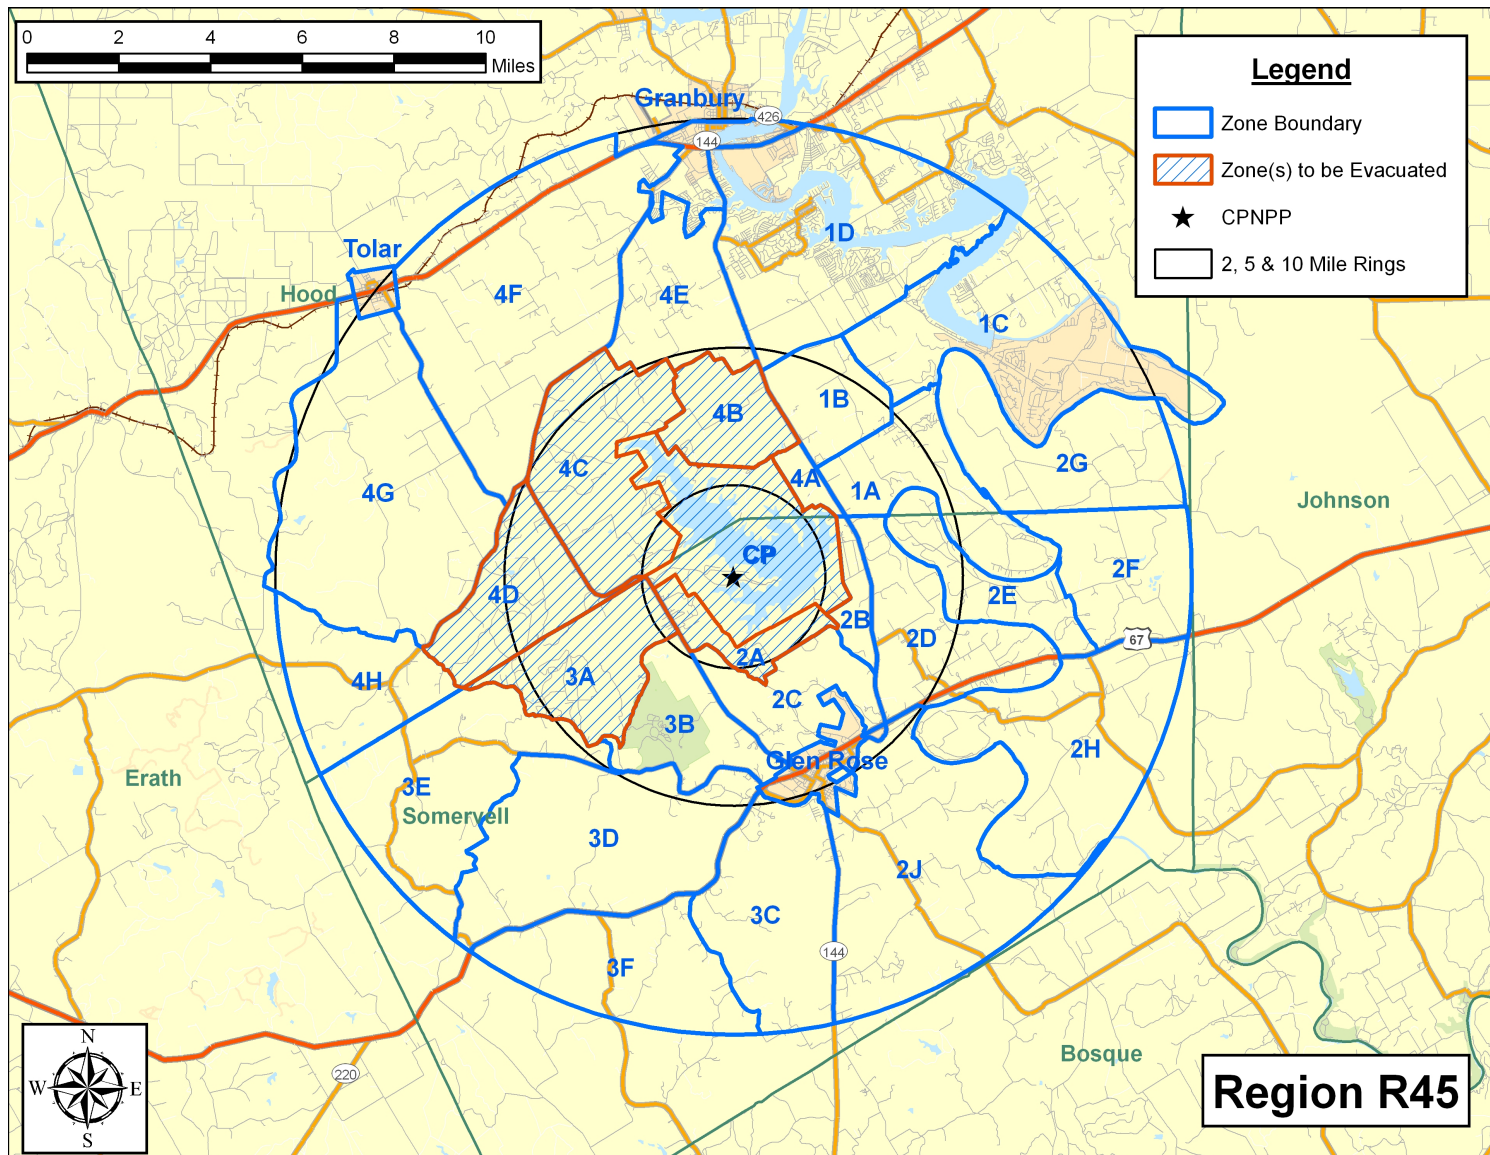 0 2 4 6 8 10
Miles
Legend
Zone Boundary
Zone(s) to be Evacuated
CPNPP
2, 5 & 10 Mile Rings
Granbury
426
144
1D
Tolar
Hood
4F
4E
1C
4B
1B
4C
4A
1A
2G
4G
Johnson
CP
4D
2B
2E
2F
2D
67
2A
3A
4H
2C
3B
2H
Glen Rose
Erath
3E
Somervell
3D
2J
3C
144
3F
220
Bosque
N
W E
S
Region R45